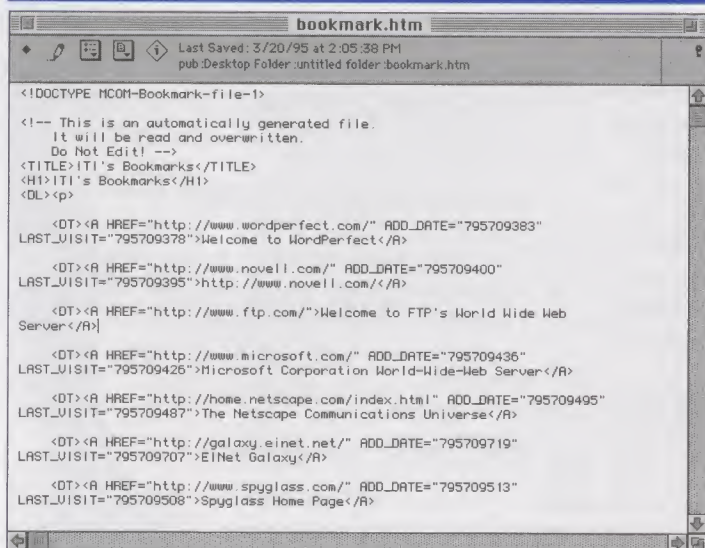 bookmark.htm
Last Saved: 3/20/95 at 2:05:38 PM
pub:Desktop Folder:untitled folder:bookmark.htm
<!DOCTYPE MCOM-Bookmark-file-1>
<!-- This is an automatically generated file.
It will be read and overwritten.
Do Not Edit! -->
<TITLE>ITI's Bookmarks</TITLE>
<H1>ITI's Bookmarks</H1>
<DL><p>
<DT><A HREF="http://www.wordperfect.com/" ADD_DATE="795709383"
LAST_VISIT="795709378">Welcome to WordPerfect</A>
<DT><A HREF="http://www.novell.com/" ADD_DATE="795709400"
LAST_VISIT="795709395">http://www.novell.com/</A>
<DT><A HREF="http://www.ftp.com/">Welcome to FTP's World Wide Web
Server</A>
<DT><A HREF="http://www.microsoft.com/" ADD_DATE="795709436"
LAST_VISIT="795709426">Microsoft Corporation World-Wide-Web Server</A>
<DT><A HREF="http://home.netscape.com/index.html" ADD_DATE="795709495"
LAST_VISIT="795709487">The Netscape Communications Universe</A>
<DT><A HREF="http://galaxy.einet.net/" ADD_DATE="795709719"
LAST_VISIT="795709707">EINet Galaxy</A>
<DT><A HREF="http://www.spyglass.com/" ADD_DATE="795709513"
LAST_VISIT="795709508">Spyglass Home Page</A>